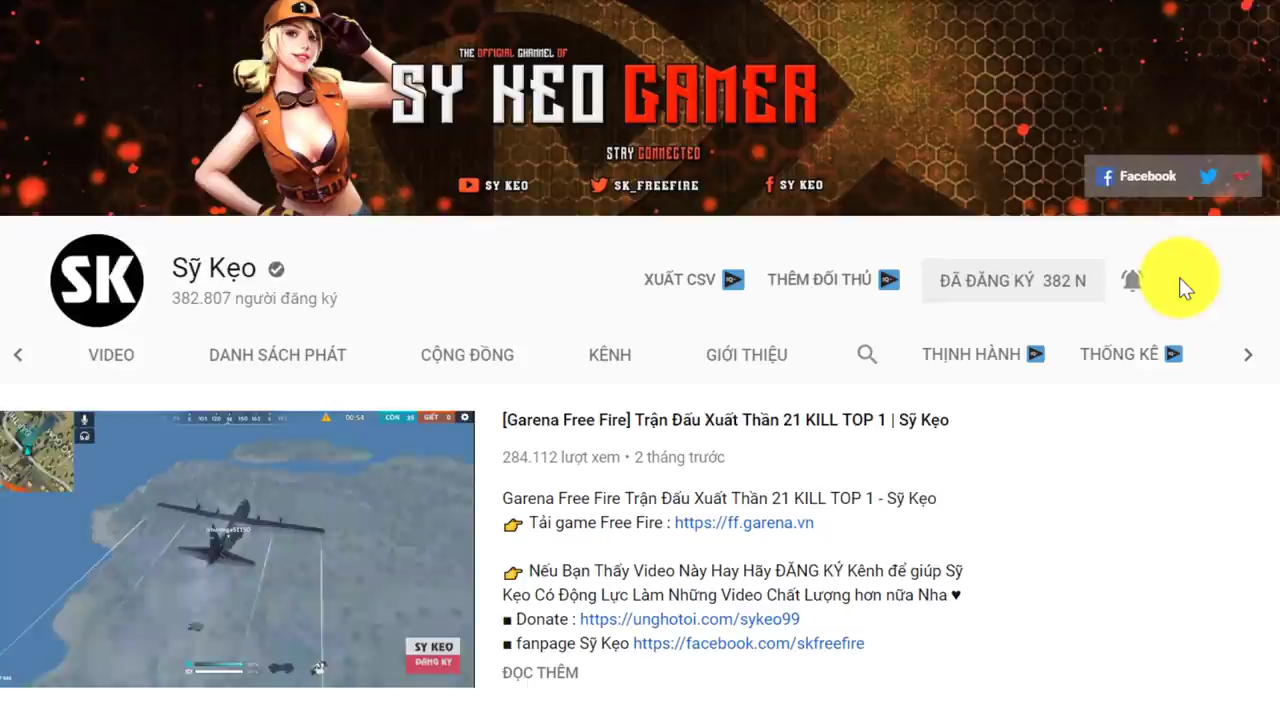 THE OFFICIAL CHANNEL OF
SY KEO GAMER
STAY CONNECTED
SY KEO
SK_FREEFIRE
SY KEO
Facebook
SK
Sỹ Kẹo
382.807 người đăng ký
XUẤT CSV
THÊM ĐỐI THỦ
ĐÃ ĐĂNG KÝ 382 N
VIDEO
DANH SÁCH PHÁT
CỘNG ĐỒNG
KÊNH
GIỚI THIỆU
THỊNH HÀNH
THỐNG KÊ
00:54
CÒN 35
GIẾT 0
SY KEO
ĐĂNG KÝ
[Garena Free Fire] Trận Đấu Xuất Thần 21 KILL TOP 1 | Sỹ Kẹo
284.112 lượt xem • 2 tháng trước
Garena Free Fire Trận Đấu Xuất Thần 21 KILL TOP 1 - Sỹ Kẹo
👉 Tải game Free Fire : https://ff.garena.vn
👉 Nếu Bạn Thấy Video Này Hay Hãy ĐĂNG KÝ Kênh để giúp Sỹ
Kẹo Có Động Lực Làm Những Video Chất Lượng hơn nữa Nha ♥
■ Donate : https://unghotoi.com/sykeo99
■ fanpage Sỹ Kẹo https://facebook.com/skfreefire
ĐỌC THÊM